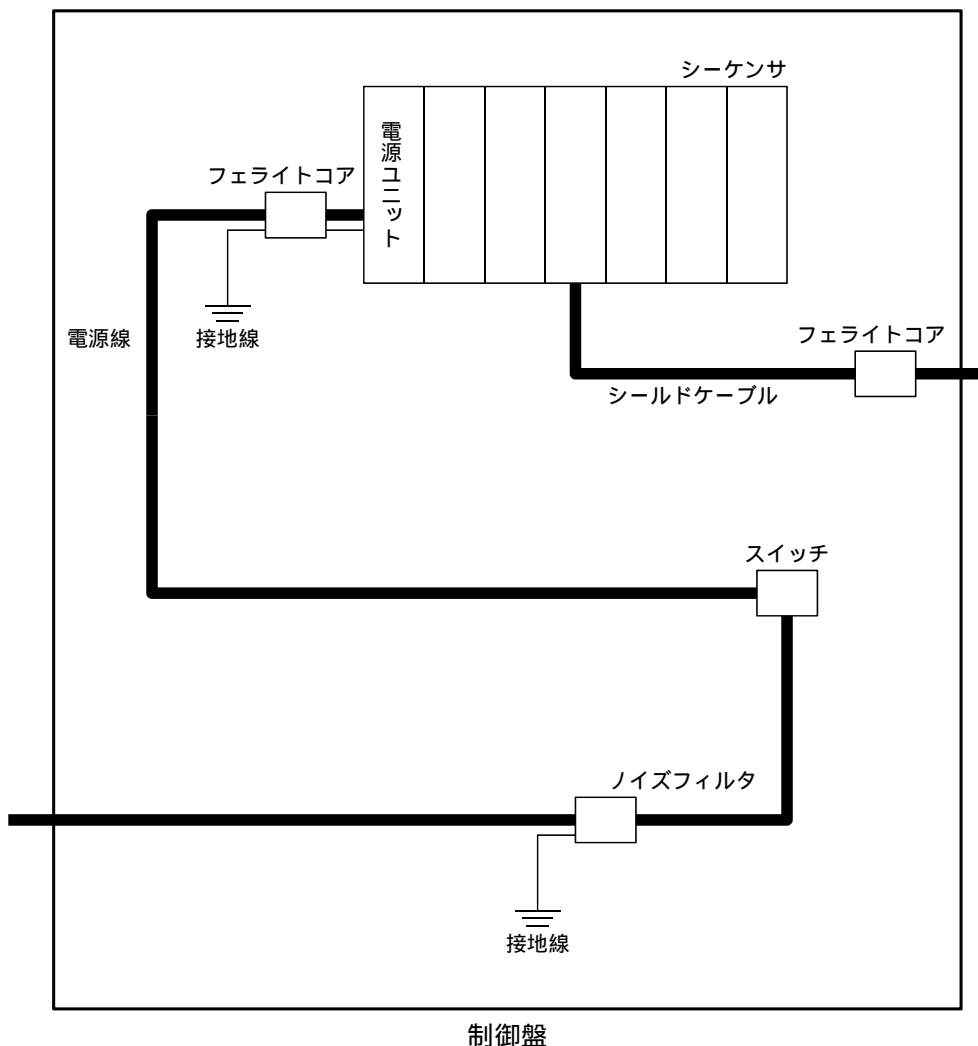 シーケンサ
電源ユニット
フェライトコア
電源線
接地線
フェライトコア
シールドケーブル
スイッチ
ノイズフィルタ
接地線
制御盤